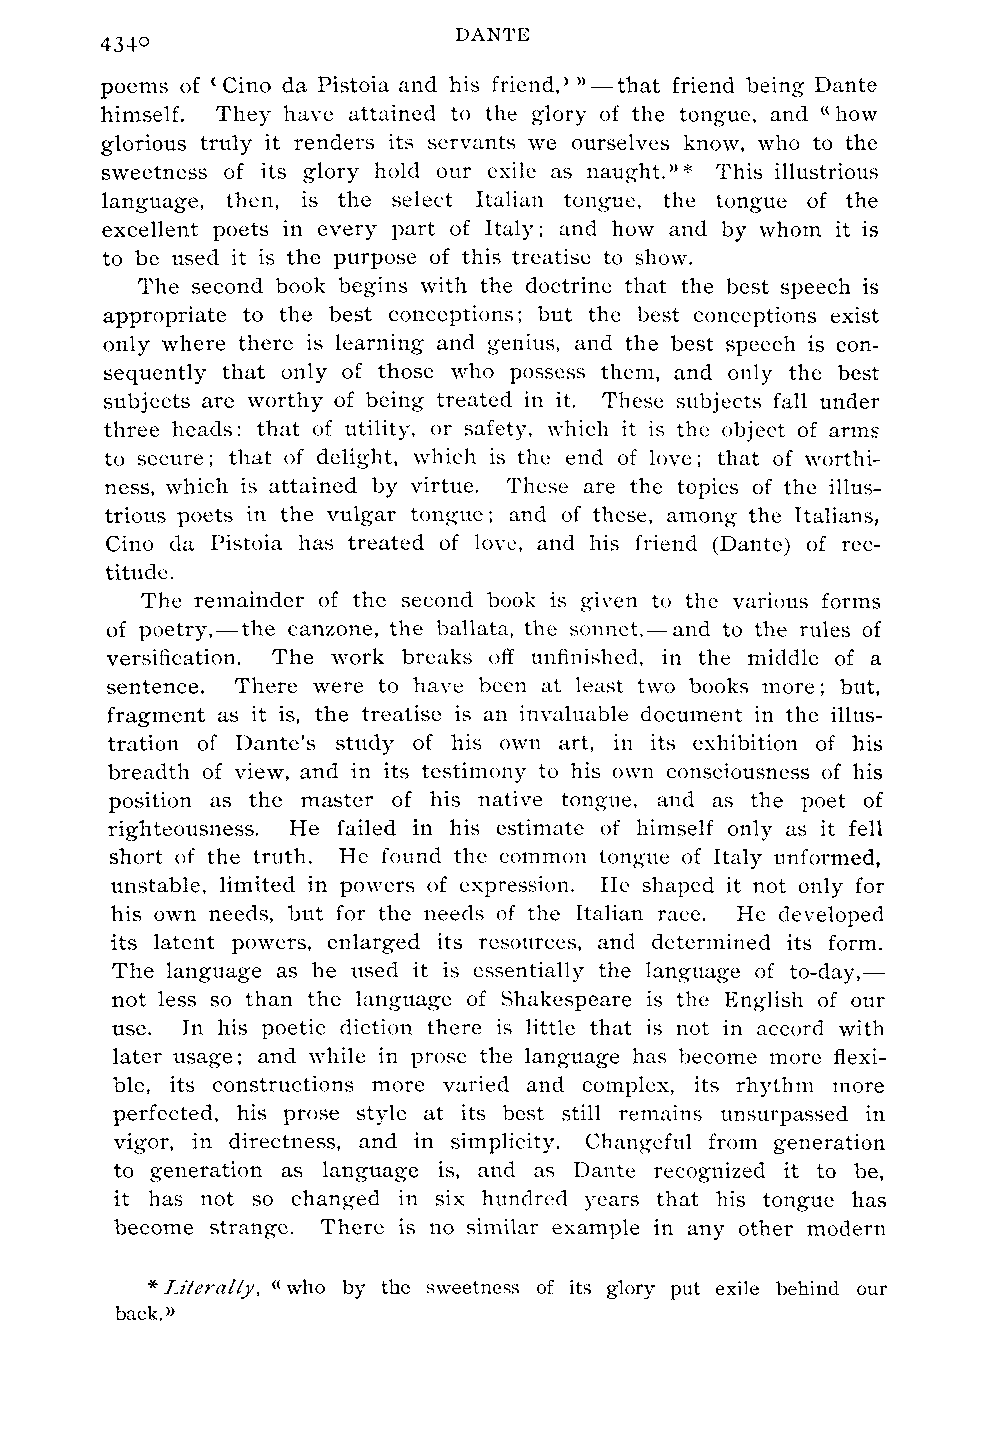 4340
DANTE
poems of ‘Cino da Pistoia and his friend,’ »—that friend being Dante
himself. They have attained to the glory of the tongue, and «how
glorious truly it renders its servants we ourselves know, who to the
sweetness of its glory hold our exile as naught.»* This illustrious
language, then, is the select Italian tongue, the tongue of the
excellent poets in every part of Italy; and how and by whom it is
to be used it is the purpose of this treatise to show.
The second book begins with the doctrine that the best speech is
appropriate to the best conceptions; but the best conceptions exist
only where there is learning and genius, and the best speech is con-
sequently that only of those who possess them, and only the best
subjects are worthy of being treated in it. These subjects fall under
three heads: that of utility, or safety, which it is the object of arms
to secure; that of delight, which is the end of love; that of worthi-
ness, which is attained by virtue. These are the topics of the illus-
trious poets in the vulgar tongue; and of these, among the Italians,
Cino da Pistoia has treated of love, and his friend (Dante) of rec-
titude.
The remainder of the second book is given to the various forms
of poetry,—the canzone, the ballata, the sonnet,—and to the rules of
versification. The work breaks off unfinished, in the middle of a
sentence. There were to have been at least two books more; but,
fragment as it is, the treatise is an invaluable document in the illus-
tration of Dante's study of his own art, in its exhibition of his
breadth of view, and in its testimony to his own consciousness of his
position as the master of his native tongue, and as the poet of
righteousness. He failed in his estimate of himself only as it fell
short of the truth. He found the common tongue of Italy unformed,
unstable, limited in powers of expression. He shaped it not only for
his own needs, but for the needs of the Italian race. He developed
its latent powers, enlarged its resources, and determined its form.
The language as he used it is essentially the language of to-day,—
not less so than the language of Shakespeare is the English of our
use. In his poetic diction there is little that is not in accord with
later usage; and while in prose the language has become more flexi-
ble, its constructions more varied and complex, its rhythm more
perfected, his prose style at its best still remains unsurpassed in
vigor, in directness, and in simplicity. Changeful from generation
to generation as language is, and as Dante recognized it to be,
it has not so changed in six hundred years that his tongue has
become strange. There is no similar example in any other modern
* Literally, «who by the sweetness of its glory put exile behind our
back.»